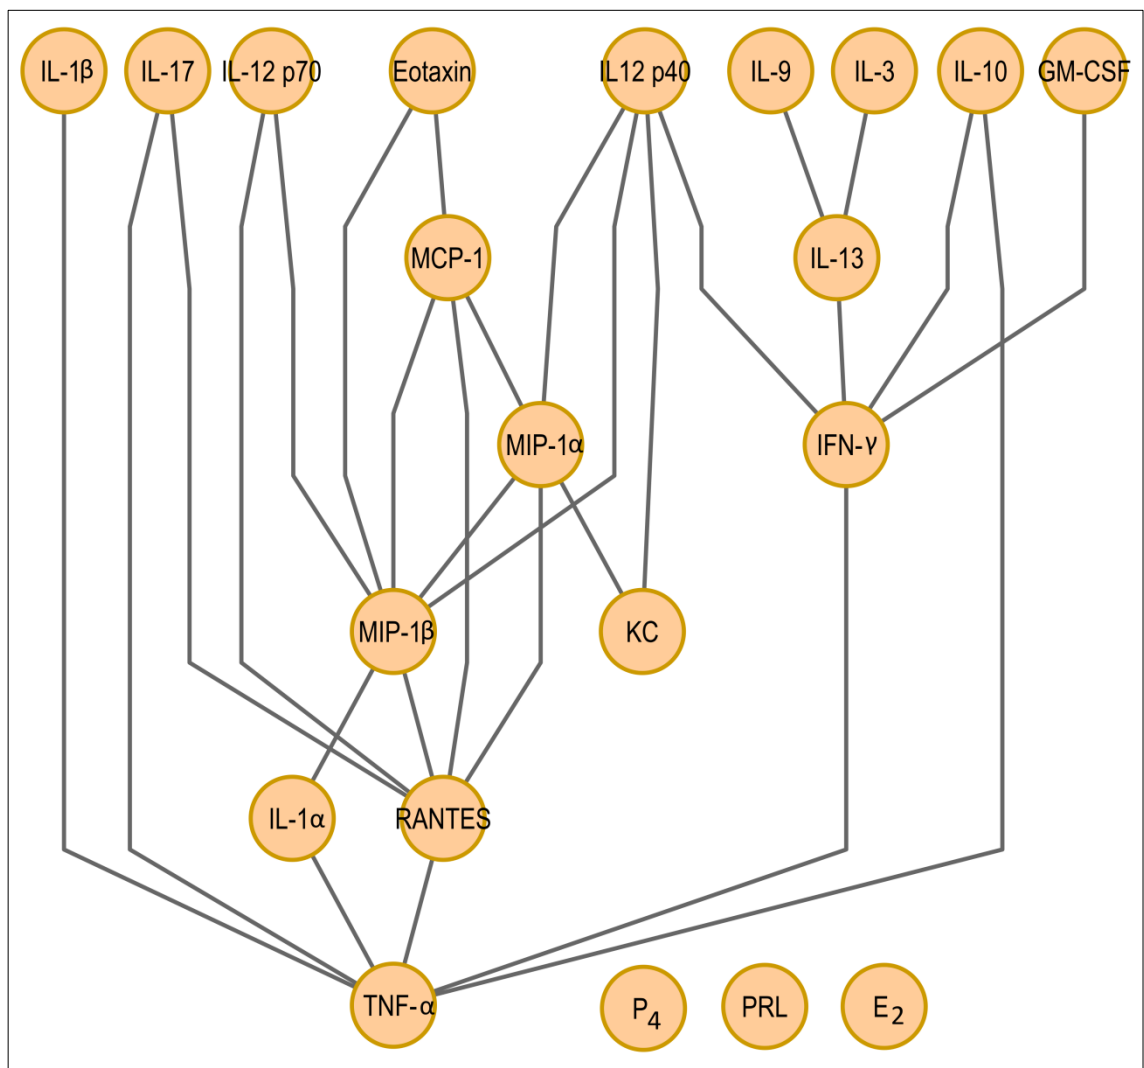 IL-1β
IL-17
IL-12 p70
Eotaxin
IL12 p40
IL-9
IL-3
IL-10
GM-CSF
MCP-1
IL-13
MIP-1α
IFN-γ
MIP-1β
KC
IL-1α
RANTES
TNF-α
P4
PRL
E2